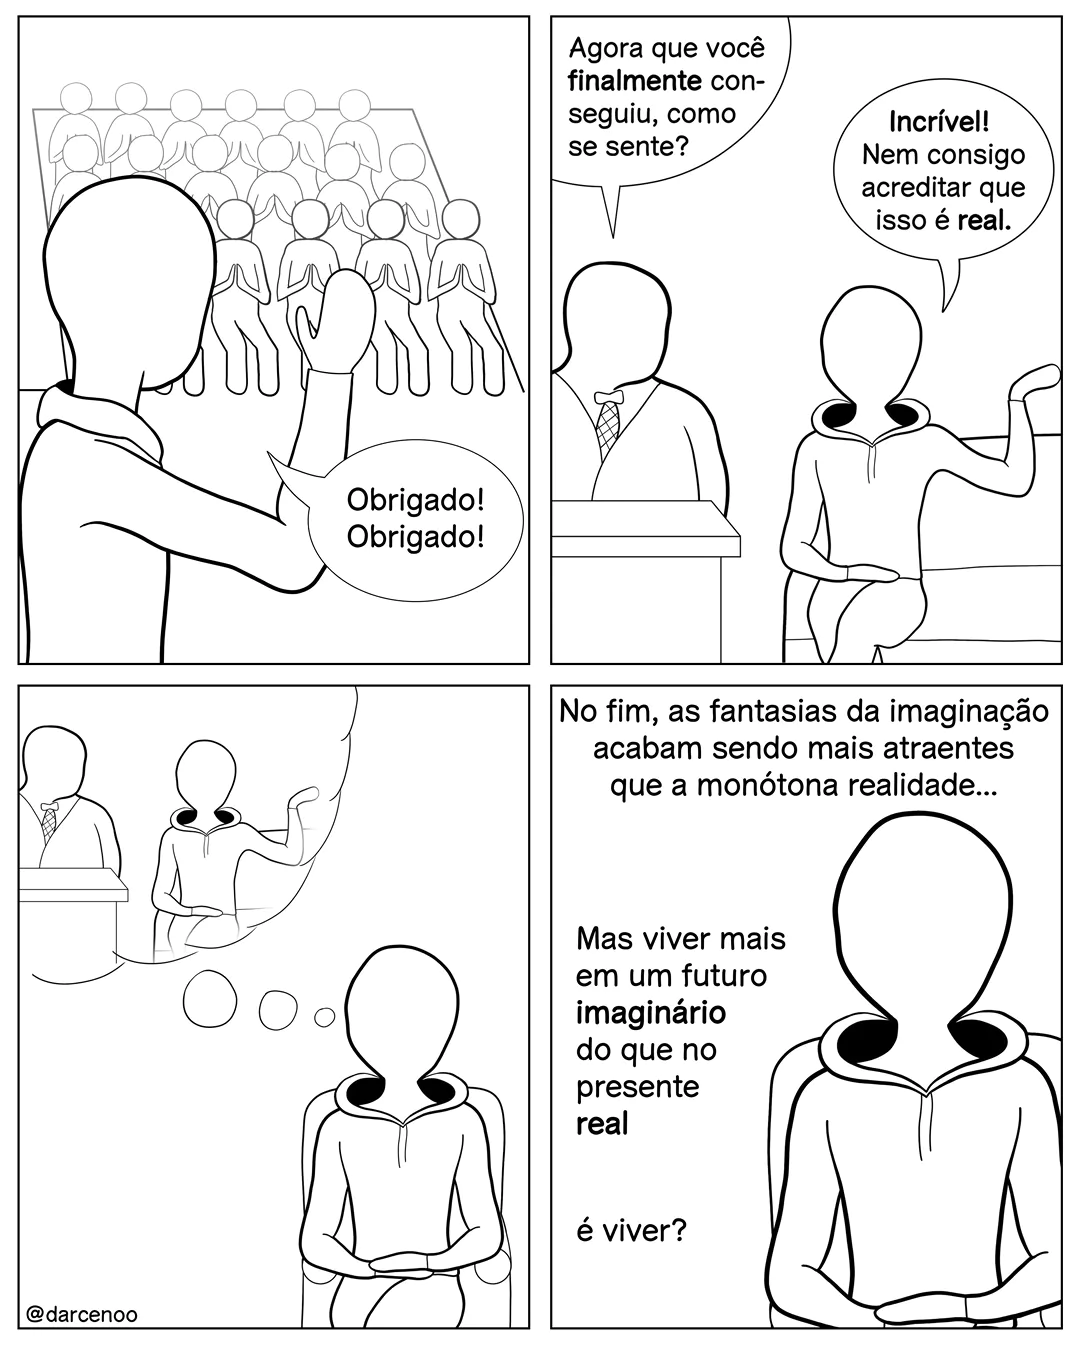 Obrigado!
Obrigado!
Agora que você
finalmente con-
seguiu, como
se sente?
Incrível!
Nem consigo
acreditar que
isso é real.
@darcenoo
No fim, as fantasias da imaginação
acabam sendo mais atraentes
que a monótona realidade...
Mas viver mais
em um futuro
imaginário
do que no
presente
real
é viver?